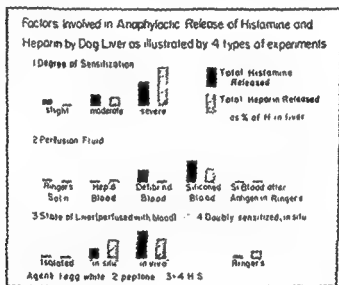 Factors Involved in Anaphylactic Release of Histamine and
Heparin by Dog Liver as illustrated by 4 types of experiments
1 Degree of Sensitization
Total Histamine
Released
Total Heparin Released
as % of H in liver
slight moderate severe
2 Perfusion Fluid
Ringer's Hep'd Defibrind Siliconed Si Blood after
Soln Blood Blood Blood Antigen in Ringers
3 State of Liver (perfused with blood) 4 Doubly sensitized, in situ
Isolated in situ in vivo Ringers
Agent 1 egg white 2 peptone 3+4 H S